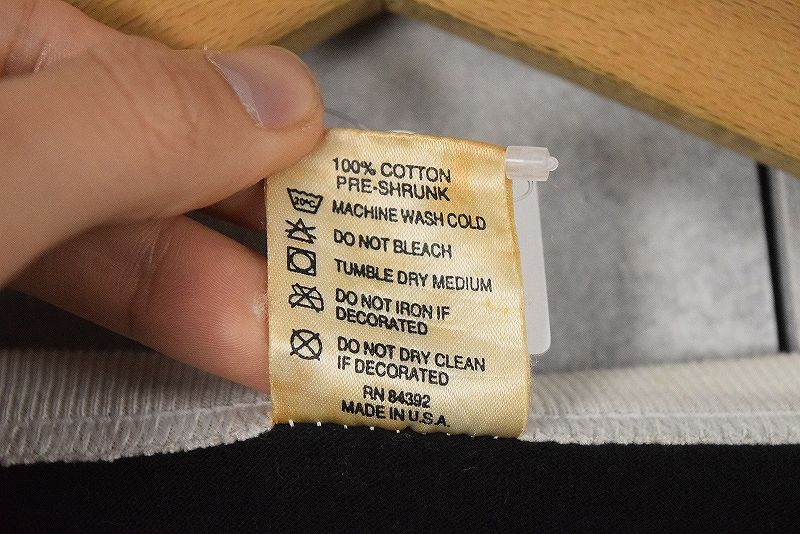 100% COTTON
PRE-SHRUNK
20°C MACHINE WASH COLD
DO NOT BLEACH
TUMBLE DRY MEDIUM
DO NOT IRON IF
DECORATED
DO NOT DRY CLEAN
IF DECORATED
RN 84392
MADE IN U.S.A.